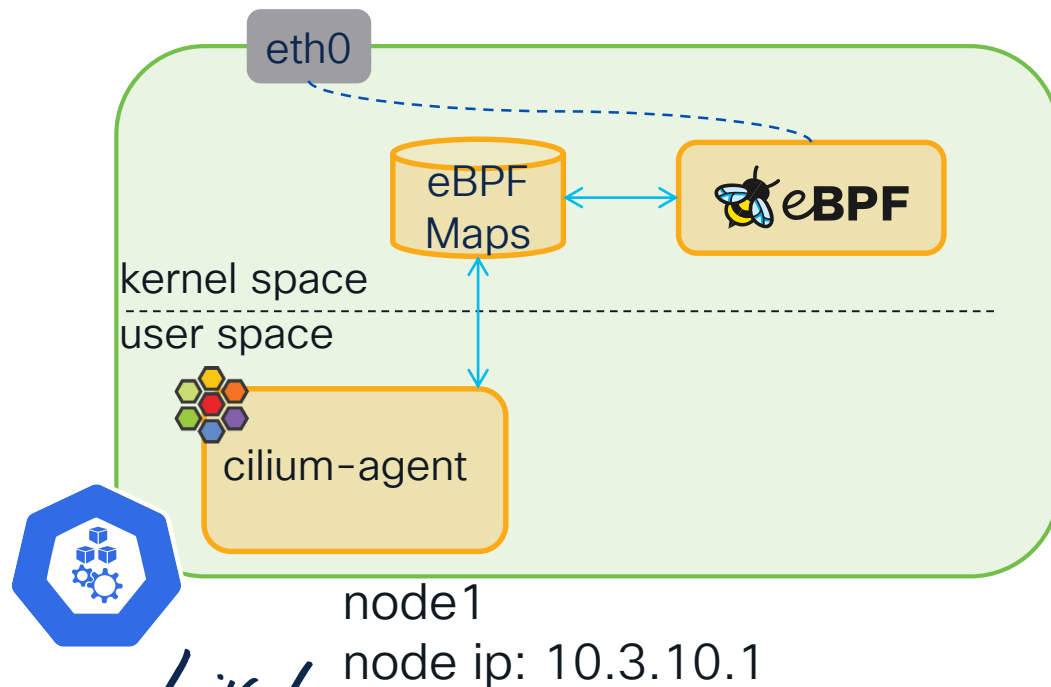 eth0
eBPF
Maps
eBPF
kernel space
user space
cilium-agent
node1
node ip: 10.3.10.1